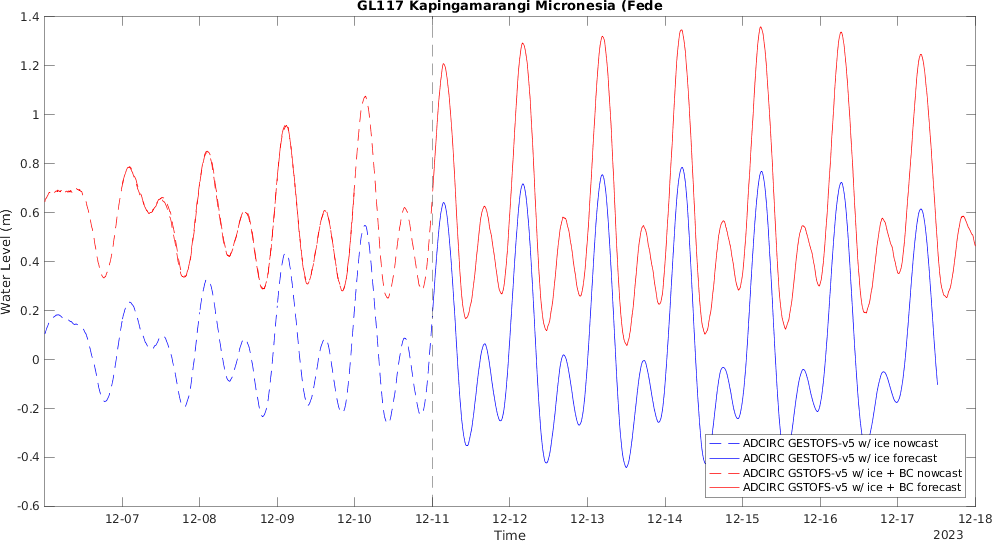 GL117 Kapingamarangi Micronesia (Fede
Water Level (m)
1.4
1.2
1
0.8
0.6
0.4
0.2
0
-0.2
-0.4
-0.6
ADCIRC GESTOFS-v5 w/ ice nowcast
ADCIRC GESTOFS-v5 w/ ice forecast
ADCIRC GSTOFS-v5 w/ ice + BC nowcast
ADCIRC GSTOFS-v5 w/ ice + BC forecast
12-07 12-08 12-09 12-10 12-11 12-12 12-13 12-14 12-15 12-16 12-17 12-18
Time
2023